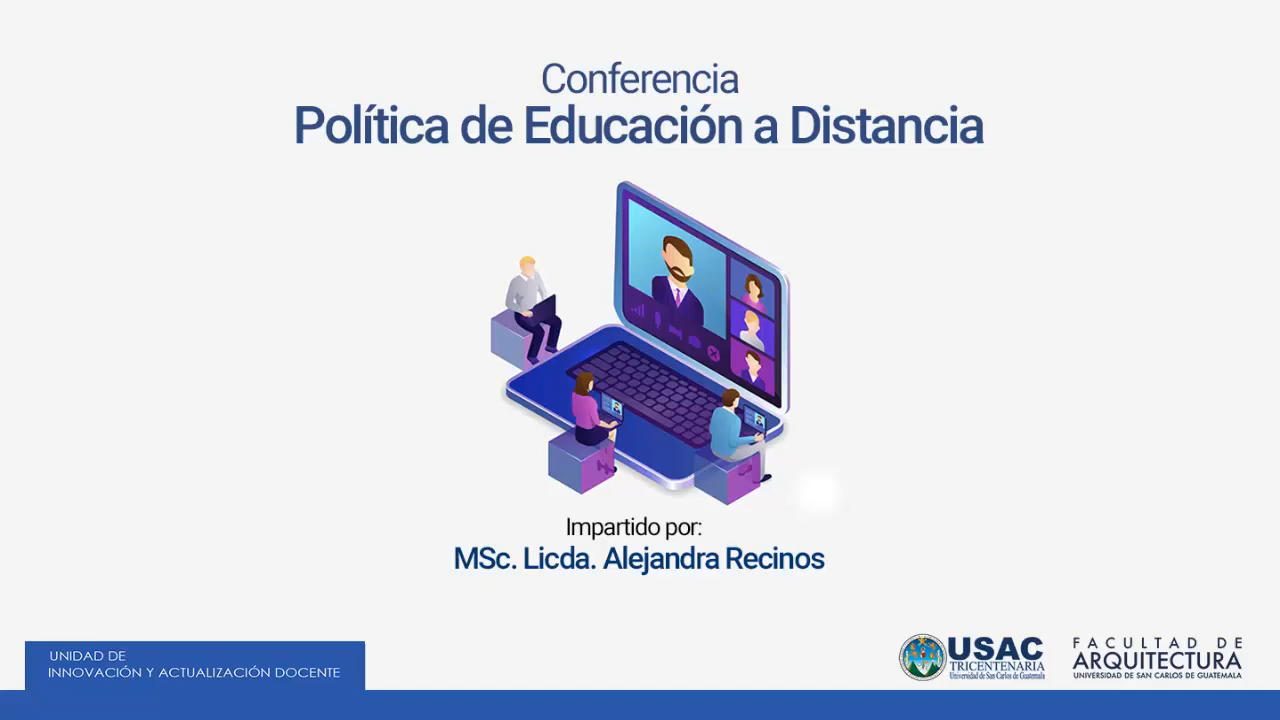 Conferencia
Política de Educación a Distancia
Impartido por:
MSc. Licda. Alejandra Recinos
UNIDAD DE
INNOVACIÓN Y ACTUALIZACIÓN DOCENTE
USAC
TRICENTENARIA
Universidad de San Carlos de Guatemala
FACULTAD DE
ARQUITECTURA
UNIVERSIDAD DE SAN CARLOS DE GUATEMALA